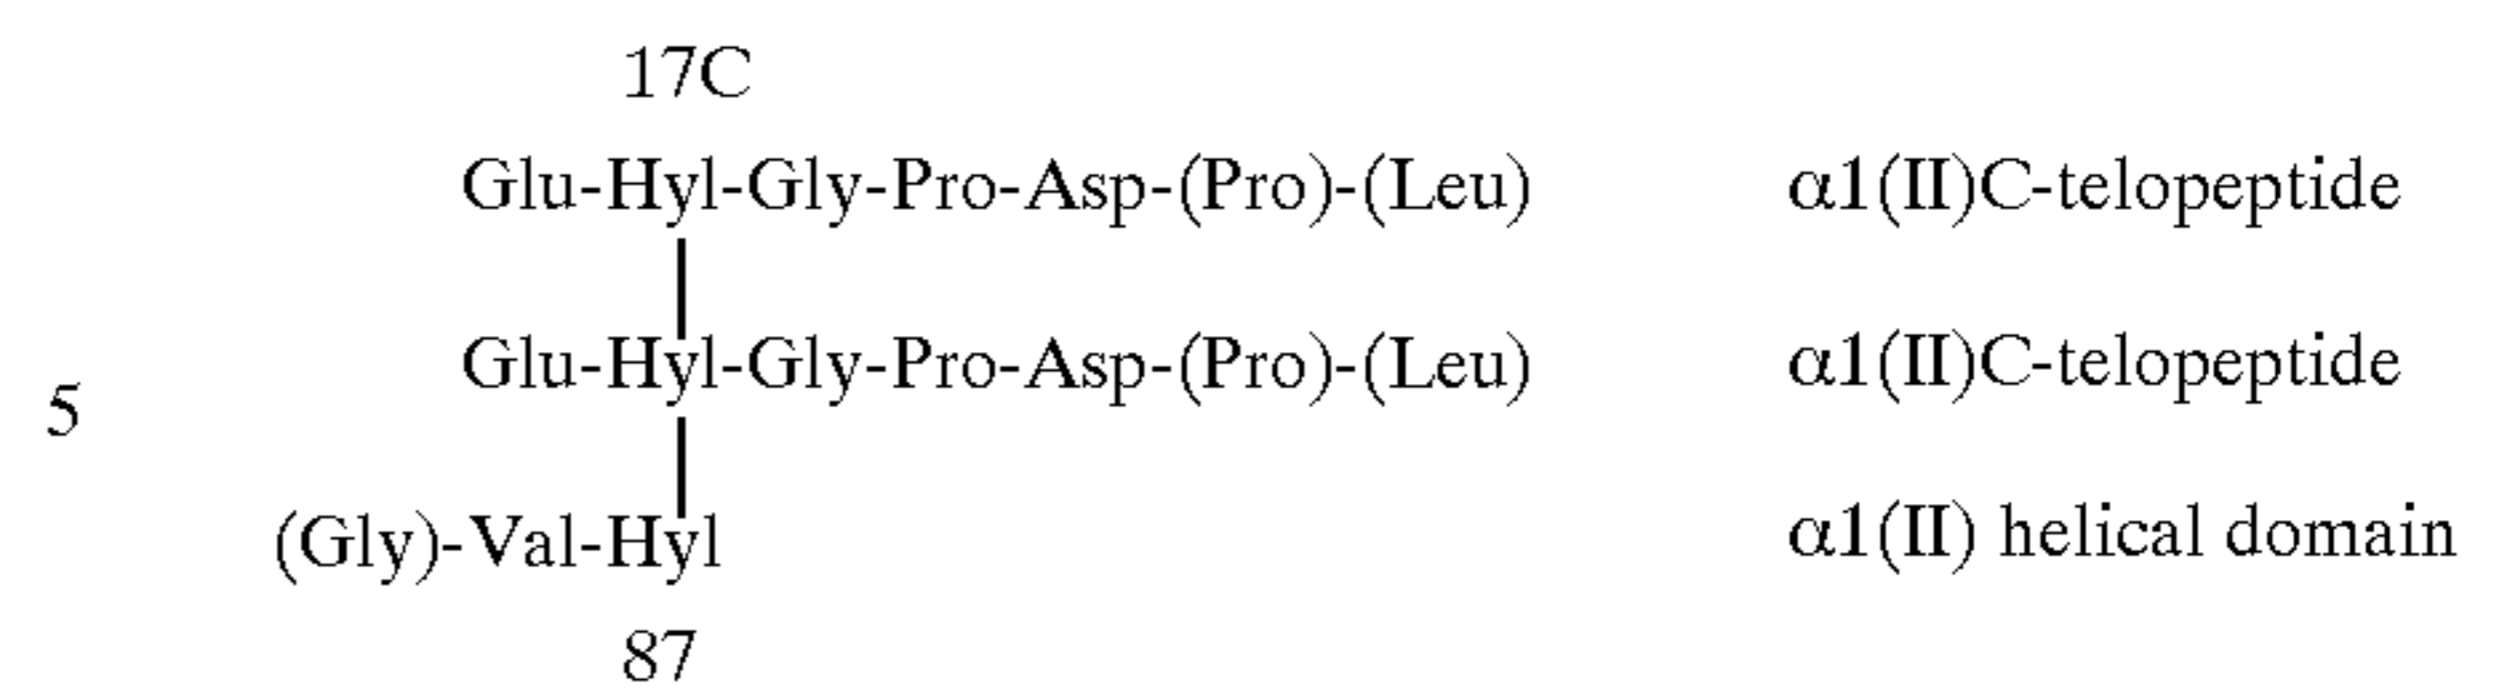 17C
Glu-Hyl-Gly-Pro-Asp-(Pro)-(Leu) α1(II)C-telopeptide
Glu-Hyl-Gly-Pro-Asp-(Pro)-(Leu) α1(II)C-telopeptide
5
(Gly)-Val-Hyl α1(II) helical domain
87